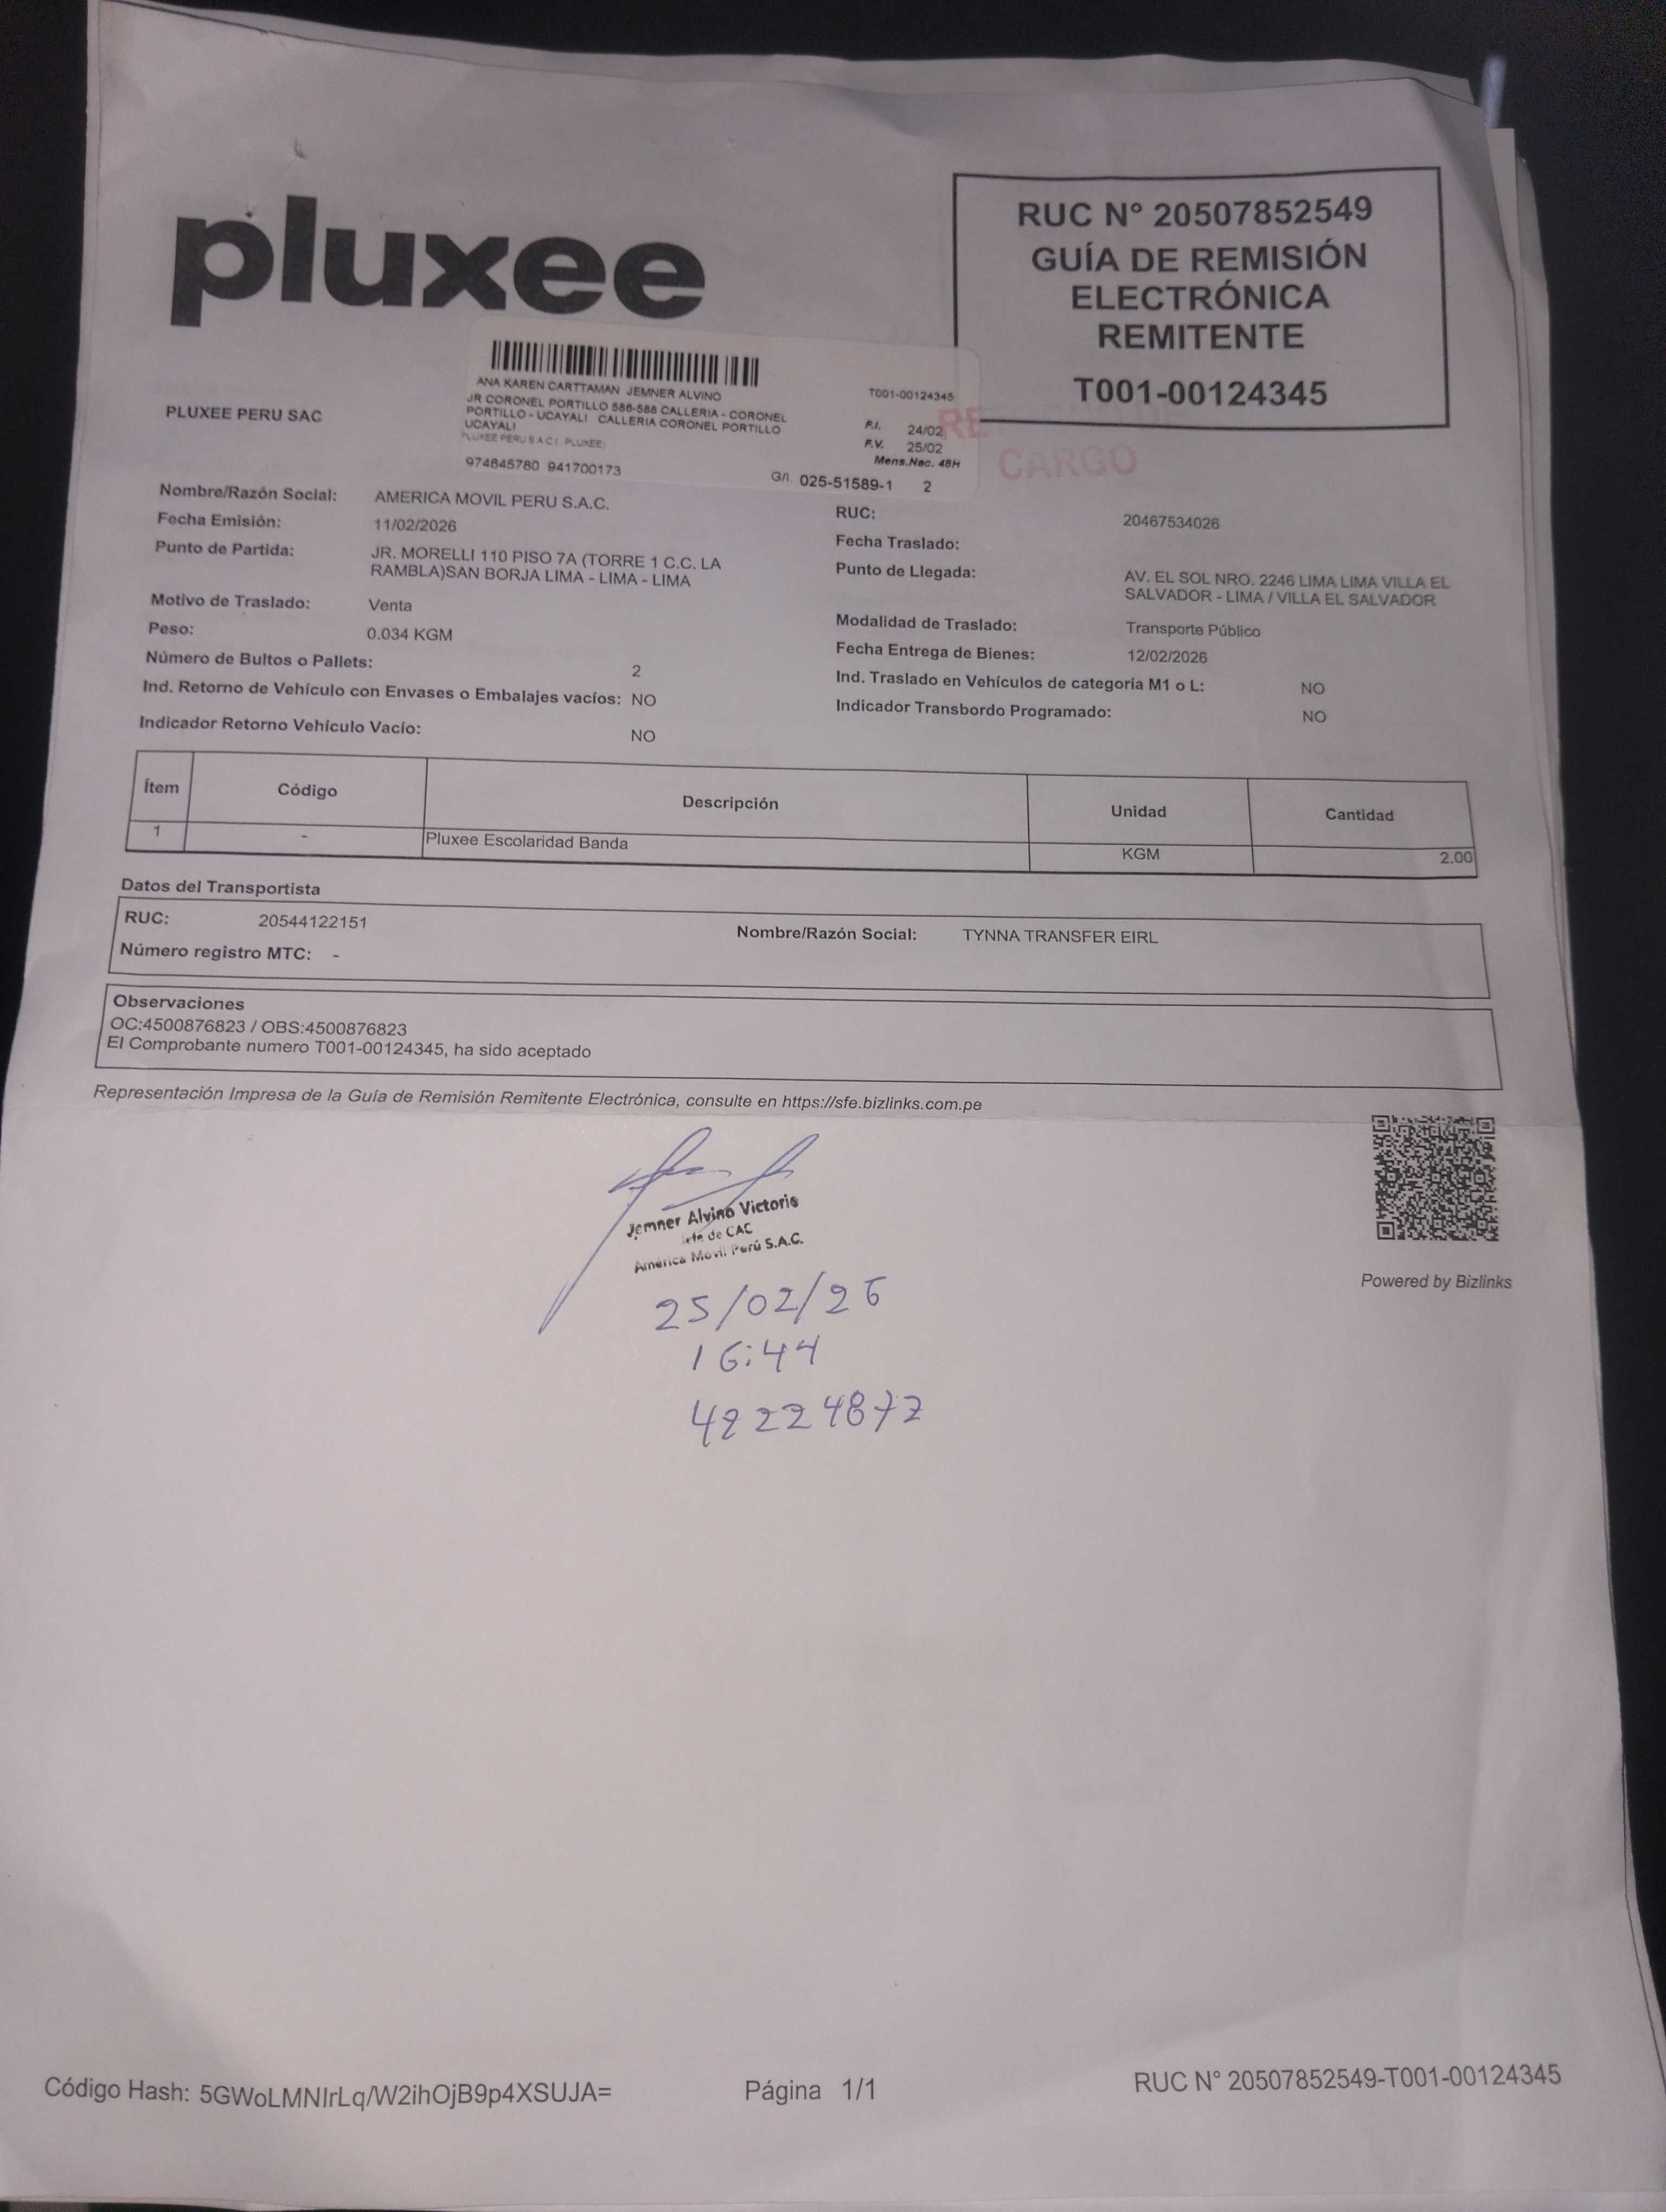 pluxee
RUC N° 20507852549
GUÍA DE REMISIÓN
ELECTRÓNICA
REMITENTE
T001-00124345
PLUXEE PERU SAC
ANA KAREN CARTTAMAN JEMNER ALVINO
JR CORONEL PORTILLO 586-588 CALLERIA - CORONEL
PORTILLO - UCAYALI CALLERIA CORONEL PORTILLO
UCAYALI
PLUXEE PERU S A C ( PLUXEE)
974645780 941700173
T001-00124345
F.I. 24/02
F.V. 25/02
Mens.Nac. 48H
G/I. 025-51589-1 2
CARGO
Nombre/Razón Social: AMERICA MOVIL PERU S.A.C.
RUC: 20467534026
Fecha Emisión: 11/02/2026
Fecha Traslado:
Punto de Partida: JR. MORELLI 110 PISO 7A (TORRE 1 C.C. LA
RAMBLA)SAN BORJA LIMA - LIMA - LIMA
Punto de Llegada: AV. EL SOL NRO. 2246 LIMA LIMA VILLA EL
SALVADOR - LIMA / VILLA EL SALVADOR
Motivo de Traslado: Venta
Modalidad de Traslado: Transporte Público
Peso: 0.034 KGM
Fecha Entrega de Bienes: 12/02/2026
Número de Bultos o Pallets: 2
Ind. Traslado en Vehículos de categoría M1 o L: NO
Ind. Retorno de Vehículo con Envases o Embalajes vacíos: NO
Indicador Transbordo Programado: NO
Indicador Retorno Vehículo Vacío: NO
Ítem Código Descripción Unidad Cantidad
1 - Pluxee Escolaridad Banda KGM 2.00
Datos del Transportista
RUC: 20544122151 Nombre/Razón Social: TYNNA TRANSFER EIRL
Número registro MTC: -
Observaciones
OC:4500876823 / OBS:4500876823
El Comprobante numero T001-00124345, ha sido aceptado
Representación Impresa de la Guía de Remisión Remitente Electrónica, consulte en https://sfe.bizlinks.com.pe
Powered by Bizlinks
Jemner Alvino Victorio
Jefe de CAC
América Móvil Perú S.A.C.
25/02/26
16:44
42224872
Código Hash: 5GWoLMNIrLq/W2ihOjB9p4XSUJA= Página 1/1 RUC N° 20507852549-T001-00124345